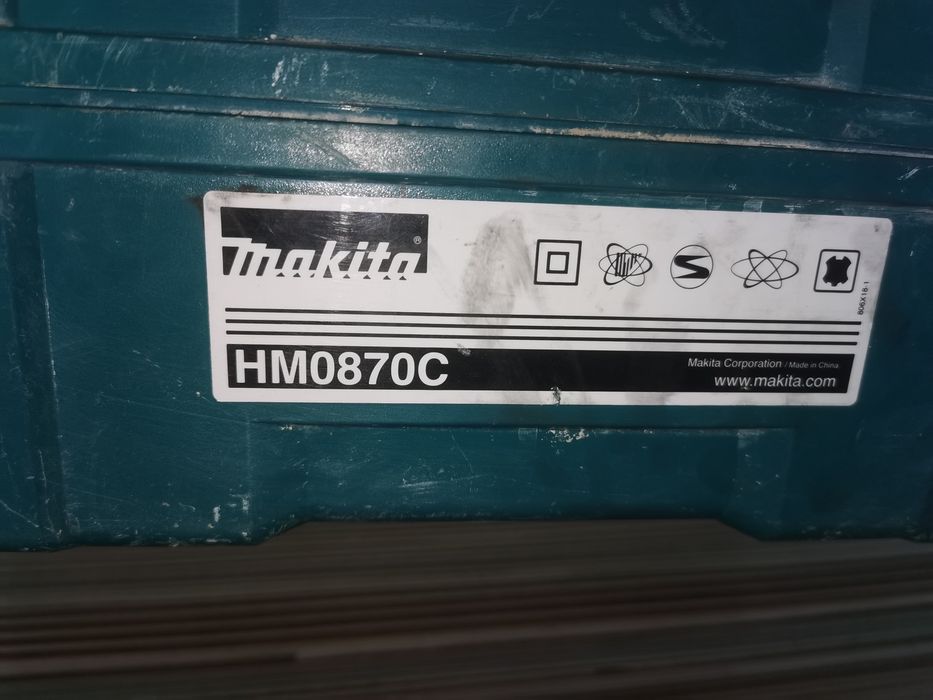 makita®
806X18-1
HM0870C
Makita Corporation / Made in China.
www.makita.com